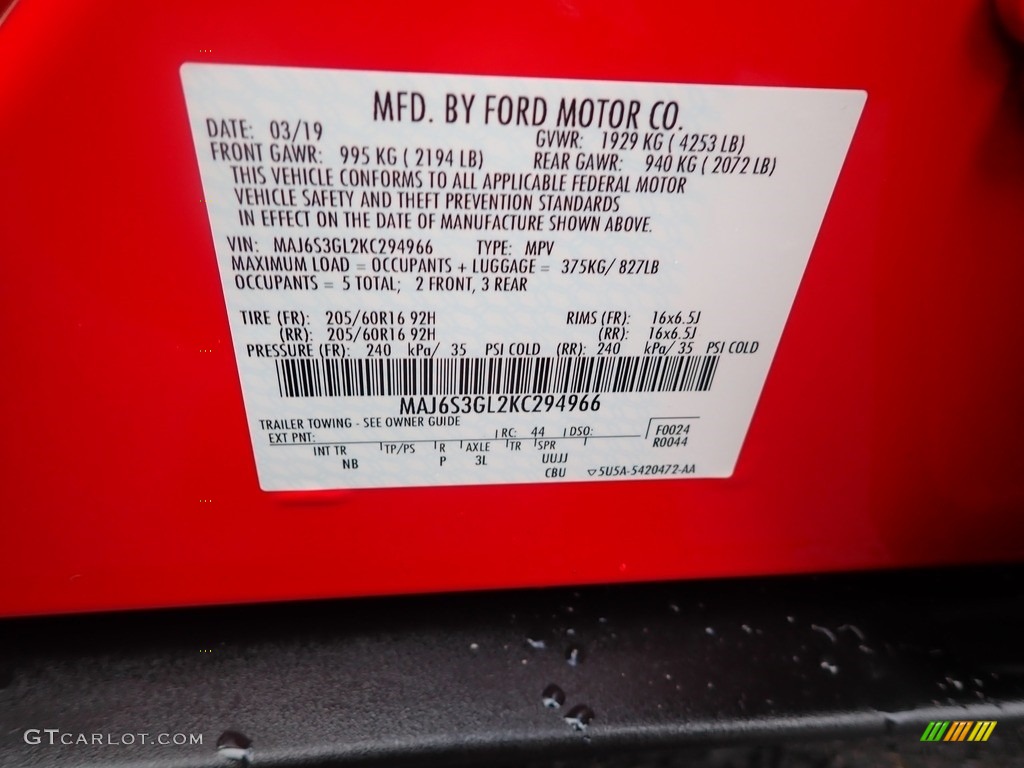 MFD. BY FORD MOTOR CO.
DATE: 03/19 GVWR: 1929 KG ( 4253 LB)
FRONT GAWR: 995 KG ( 2194 LB) REAR GAWR: 940 KG ( 2072 LB)
THIS VEHICLE CONFORMS TO ALL APPLICABLE FEDERAL MOTOR
VEHICLE SAFETY AND THEFT PREVENTION STANDARDS
IN EFFECT ON THE DATE OF MANUFACTURE SHOWN ABOVE.
VIN: MAJ6S3GL2KC294966 TYPE: MPV
MAXIMUM LOAD = OCCUPANTS + LUGGAGE = 375KG/ 827LB
OCCUPANTS = 5 TOTAL; 2 FRONT, 3 REAR
TIRE (FR): 205/60R16 92H RIMS (FR): 16x6.5J
(RR): 205/60R16 92H (RR): 16x6.5J
PRESSURE (FR): 240 kPa/ 35 PSI COLD (RR): 240 kPa/ 35 PSI COLD
MAJ6S3GL2KC294966
TRAILER TOWING - SEE OWNER GUIDE
EXT PNT: RC: 44 DSO: F0024
R0044
INT TR TP/PS R AXLE TR SPR
NB P 3L UUJJ
CBU 5U5A-5420472-AA
GTcarlot.com